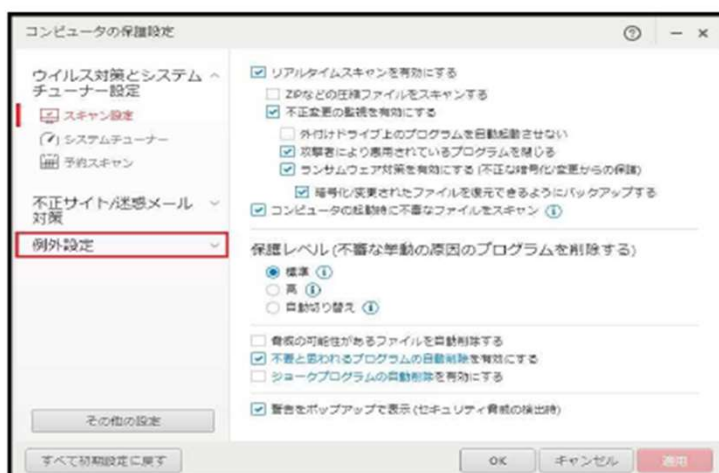 コンピュータの保護設定
ウイルス対策とシステム
チューナー設定
スキャン設定
システムチューナー
予約スキャン
不正サイト/迷惑メール
対策
例外設定
その他の設定
リアルタイムスキャンを有効にする
ZIPなどの圧縮ファイルをスキャンする
不正変更の監視を有効にする
外付けドライブ上のプログラムを自動起動させない
攻撃者により悪用されているプログラムを閉じる
ランサムウェア対策を有効にする (不正な暗号化/変更からの保護)
暗号化/変更されたファイルを復元できるようにバックアップする
コンピュータの起動時に不審なファイルをスキャン
保護レベル (不審な挙動の原因のプログラムを削除する)
標準
高
自動切り替え
脅威の可能性があるファイルを自動削除する
不要と思われるプログラムの自動削除を有効にする
ジョークプログラムの自動削除を有効にする
警告をポップアップで表示 (セキュリティ脅威の検出時)
すべて初期設定に戻す
OK
キャンセル
適用